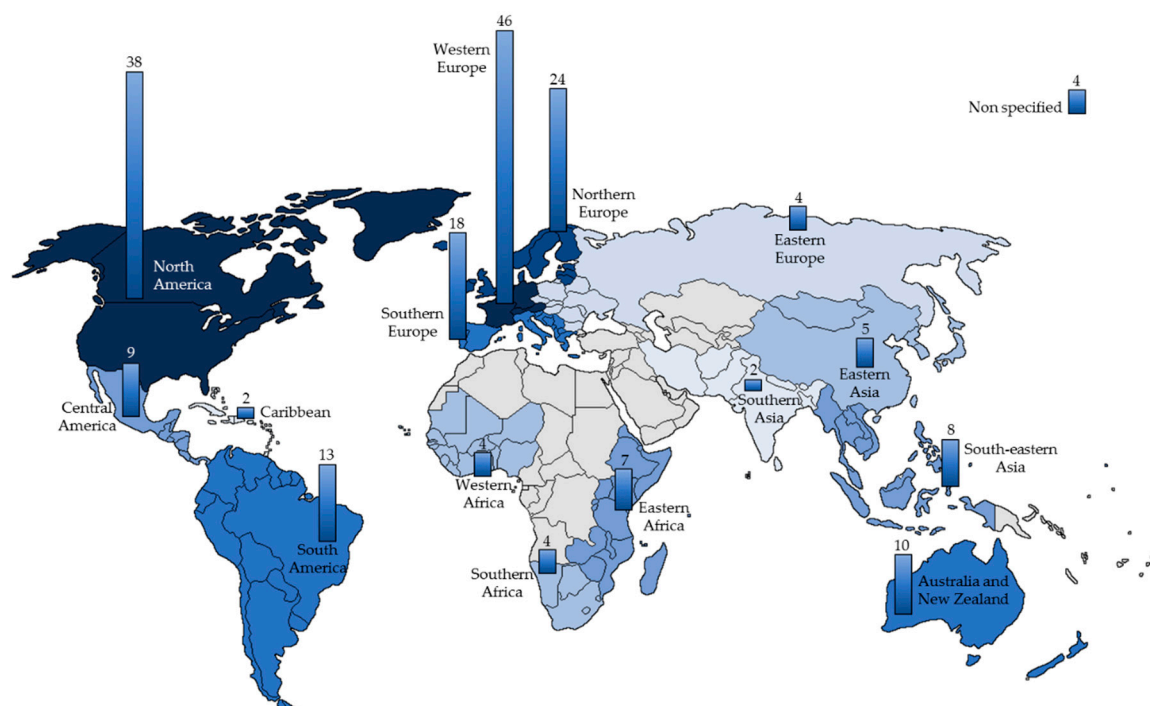 46
Western
Europe
38
24
4
Non specified
Northern
Europe
4
Eastern
Europe
18
Southern
Europe
North
America
9
Central
America
2
Caribbean
5
Eastern
Asia
2
Southern
Asia
13
South
America
4
Western
Africa
7
Eastern
Africa
8
South-eastern
Asia
4
Southern
Africa
10
Australia and
New Zealand